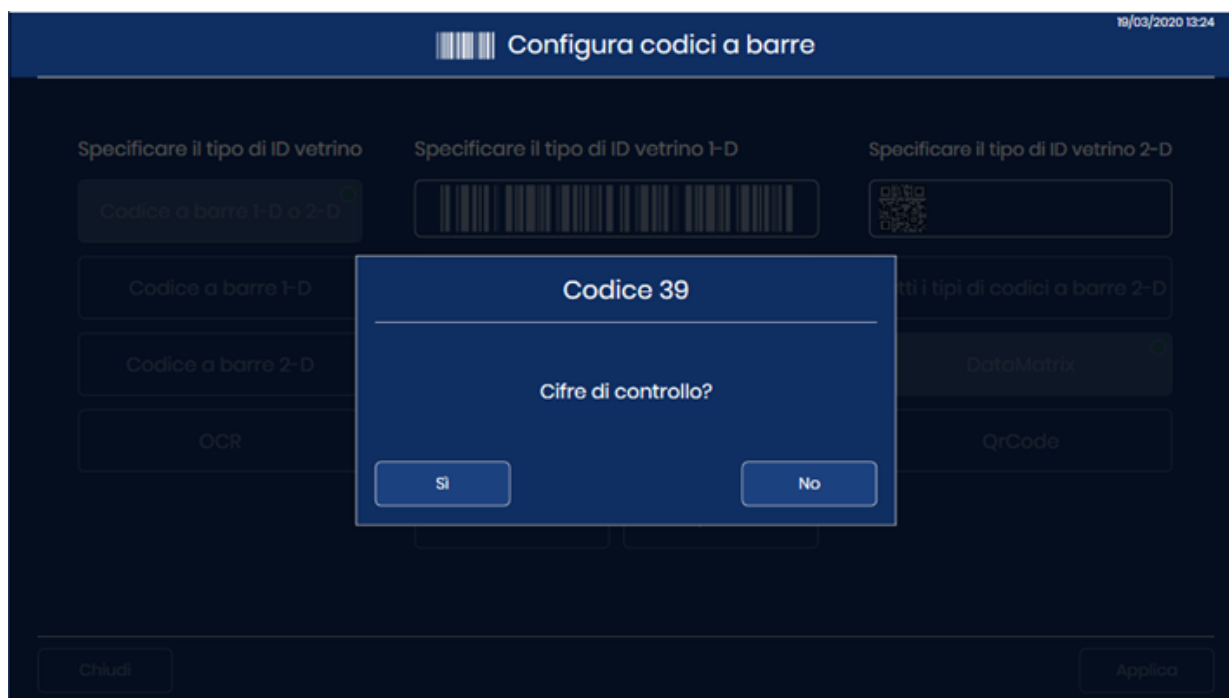 19/03/2020 13:24
Configura codici a barre
Specificare il tipo di ID vetrino
Specificare il tipo di ID vetrino 1-D
Specificare il tipo di ID vetrino 2-D
Codice a barre 1-D o 2-D
Codice a barre 1-D
tti i tipi di codici a barre 2-D
Codice a barre 2-D
DataMatrix
OCR
QrCode
Codice 39
Cifre di controllo?
Sì
No
Chiudi
Applica